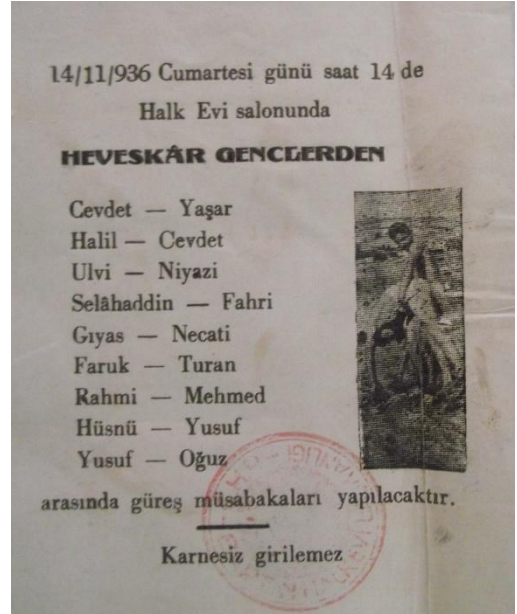 14/11/936 Cumartesi günü saat 14 de
Halk Evi salonunda
HEVESKÂR GENCLERDEN
Cevdet — Yaşar
Halil — Cevdet
Ulvi — Niyazi
Selâhaddin — Fahri
Gıyas — Necati
Faruk — Turan
Rahmi — Mehmed
Hüsnü — Yusuf
Yusuf — Oğuz
arasında güreş müsabakaları yapılacaktır.
Karnesiz girilemez